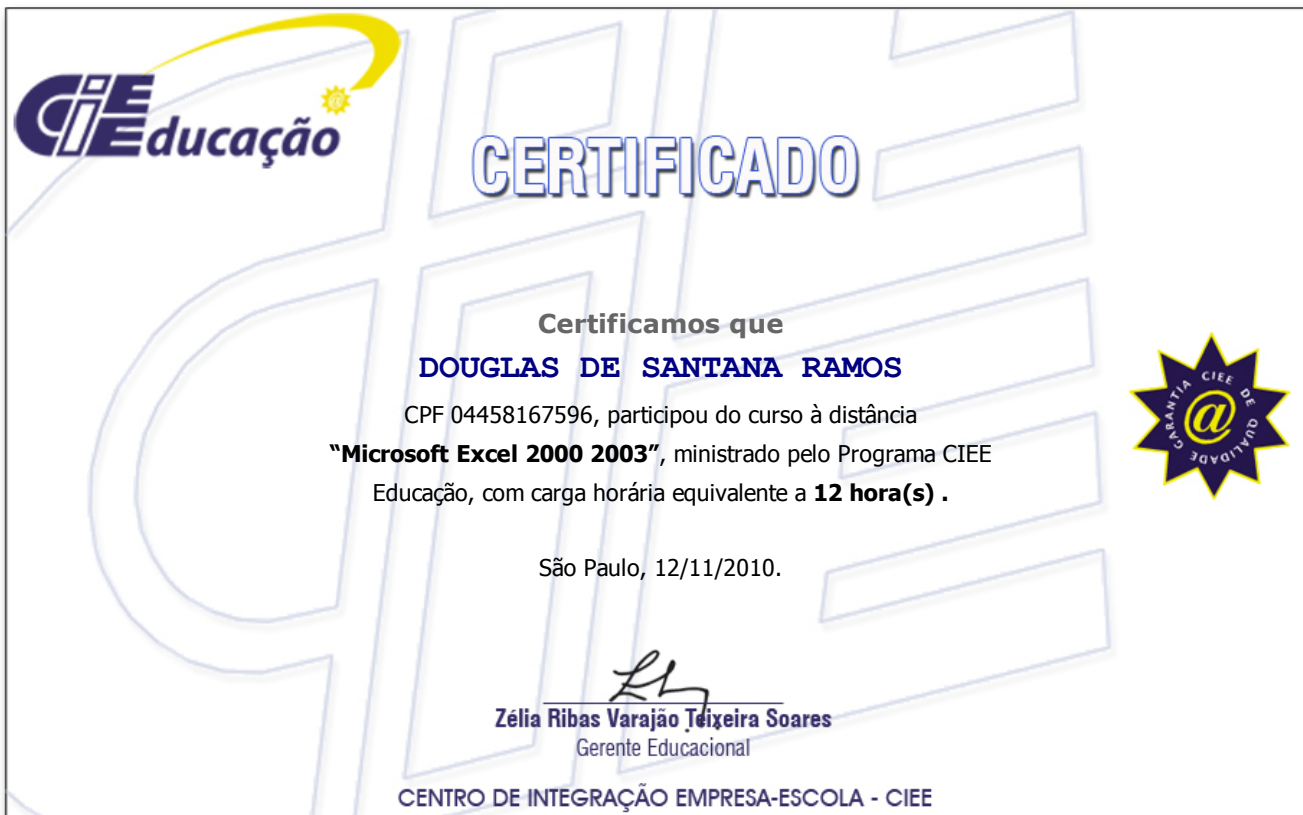 CIEE Educação
CERTIFICADO
Certificamos que
DOUGLAS DE SANTANA RAMOS
CPF 04458167596, participou do curso à distância
“Microsoft Excel 2000 2003”, ministrado pelo Programa CIEE
Educação, com carga horária equivalente a 12 hora(s) .
GARANTIA CIEE DE QUALIDADE
@
São Paulo, 12/11/2010.
Zélia Ribas Varajão Teixeira Soares
Gerente Educacional
CENTRO DE INTEGRAÇÃO EMPRESA-ESCOLA - CIEE